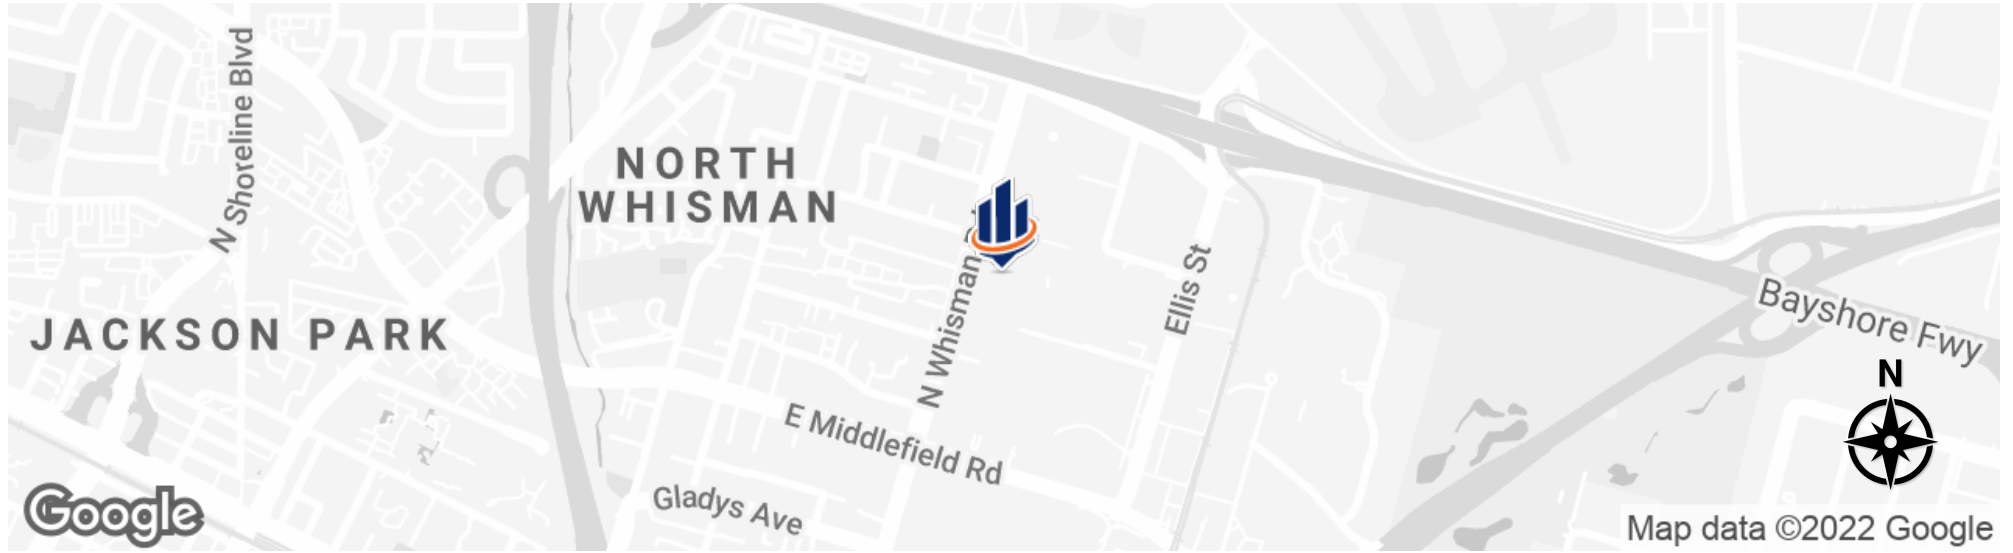 N Shoreline Blvd
NORTH
WHISMAN
JACKSON PARK
N Whisman
Ellis St
Bayshore Fwy
E Middlefield Rd
Gladys Ave
N
Google
Map data ©2022 Google